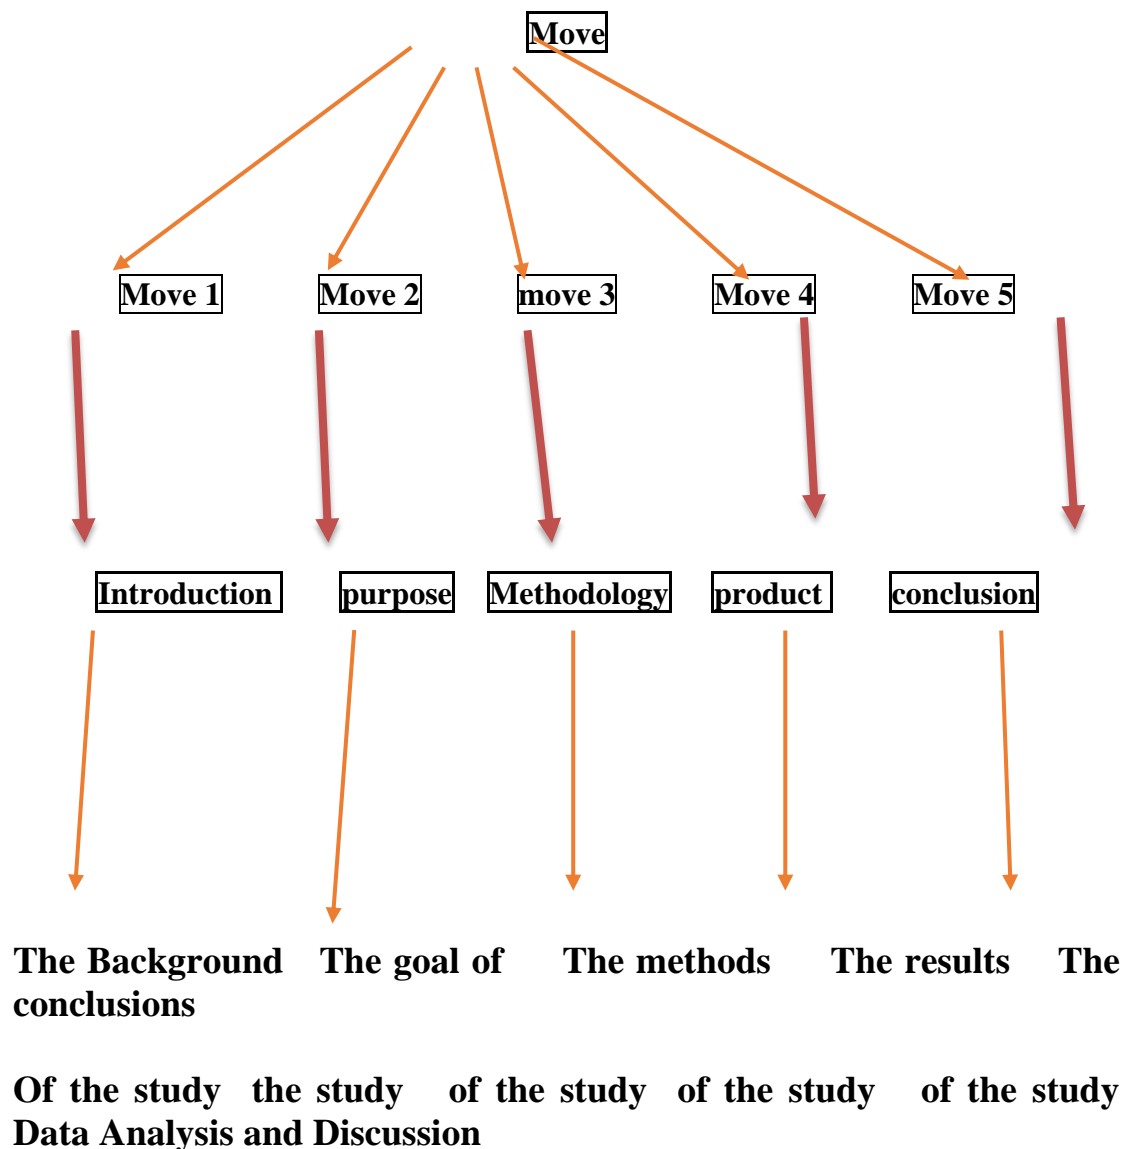 Move
Move 1 Move 2 move 3 Move 4 Move 5
Introduction purpose Methodology product conclusion
The Background The goal of The methods The results The
conclusions
Of the study the study of the study of the study of the study
Data Analysis and Discussion